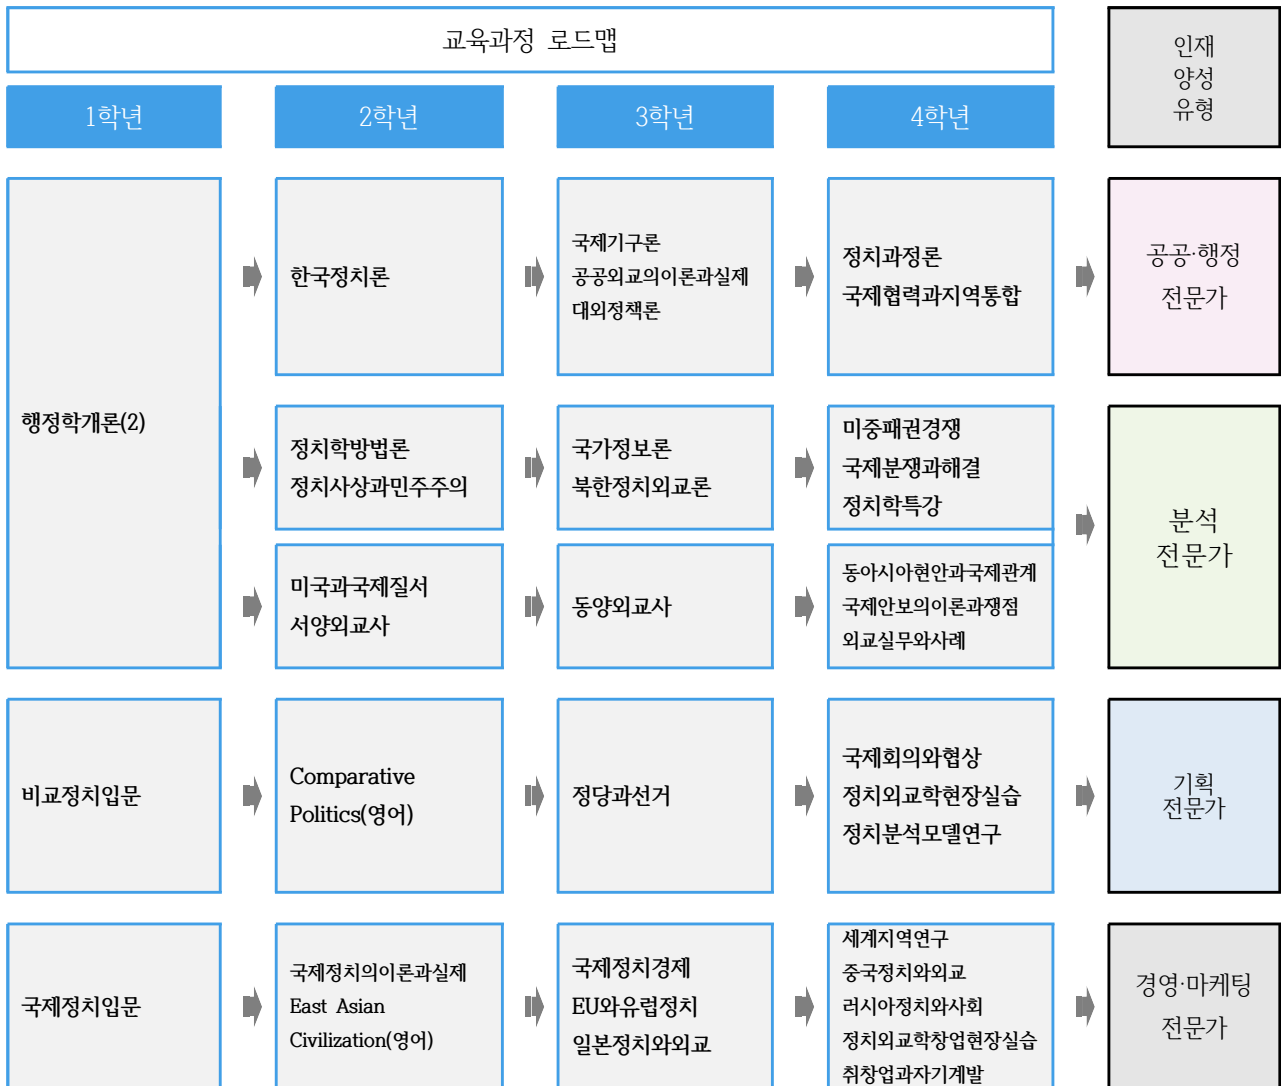 교육과정 로드맵
인재
양성
유형
1학년
2학년
3학년
4학년
행정학개론(2)
한국정치론
국제기구론
공공외교의이론과실제
대외정책론
정치과정론
국제협력과지역통합
공공·행정
전문가
정치학방법론
정치사상과민주주의
국가정보론
북한정치외교론
미중패권경쟁
국제분쟁과해결
정치학특강
분석
전문가
미국과국제질서
서양외교사
동양외교사
동아시아현안과국제관계
국제안보의이론과쟁점
외교실무와사례
비교정치입문
Comparative
Politics(영어)
정당과선거
국제회의와협상
정치외교학현장실습
정치분석모델연구
기획
전문가
국제정치입문
국제정치의이론과실제
East Asian
Civilization(영어)
국제정치경제
EU와유럽정치
일본정치와외교
세계지역연구
중국정치와외교
러시아정치와사회
정치외교학창업현장실습
취창업과자기계발
경영·마케팅
전문가